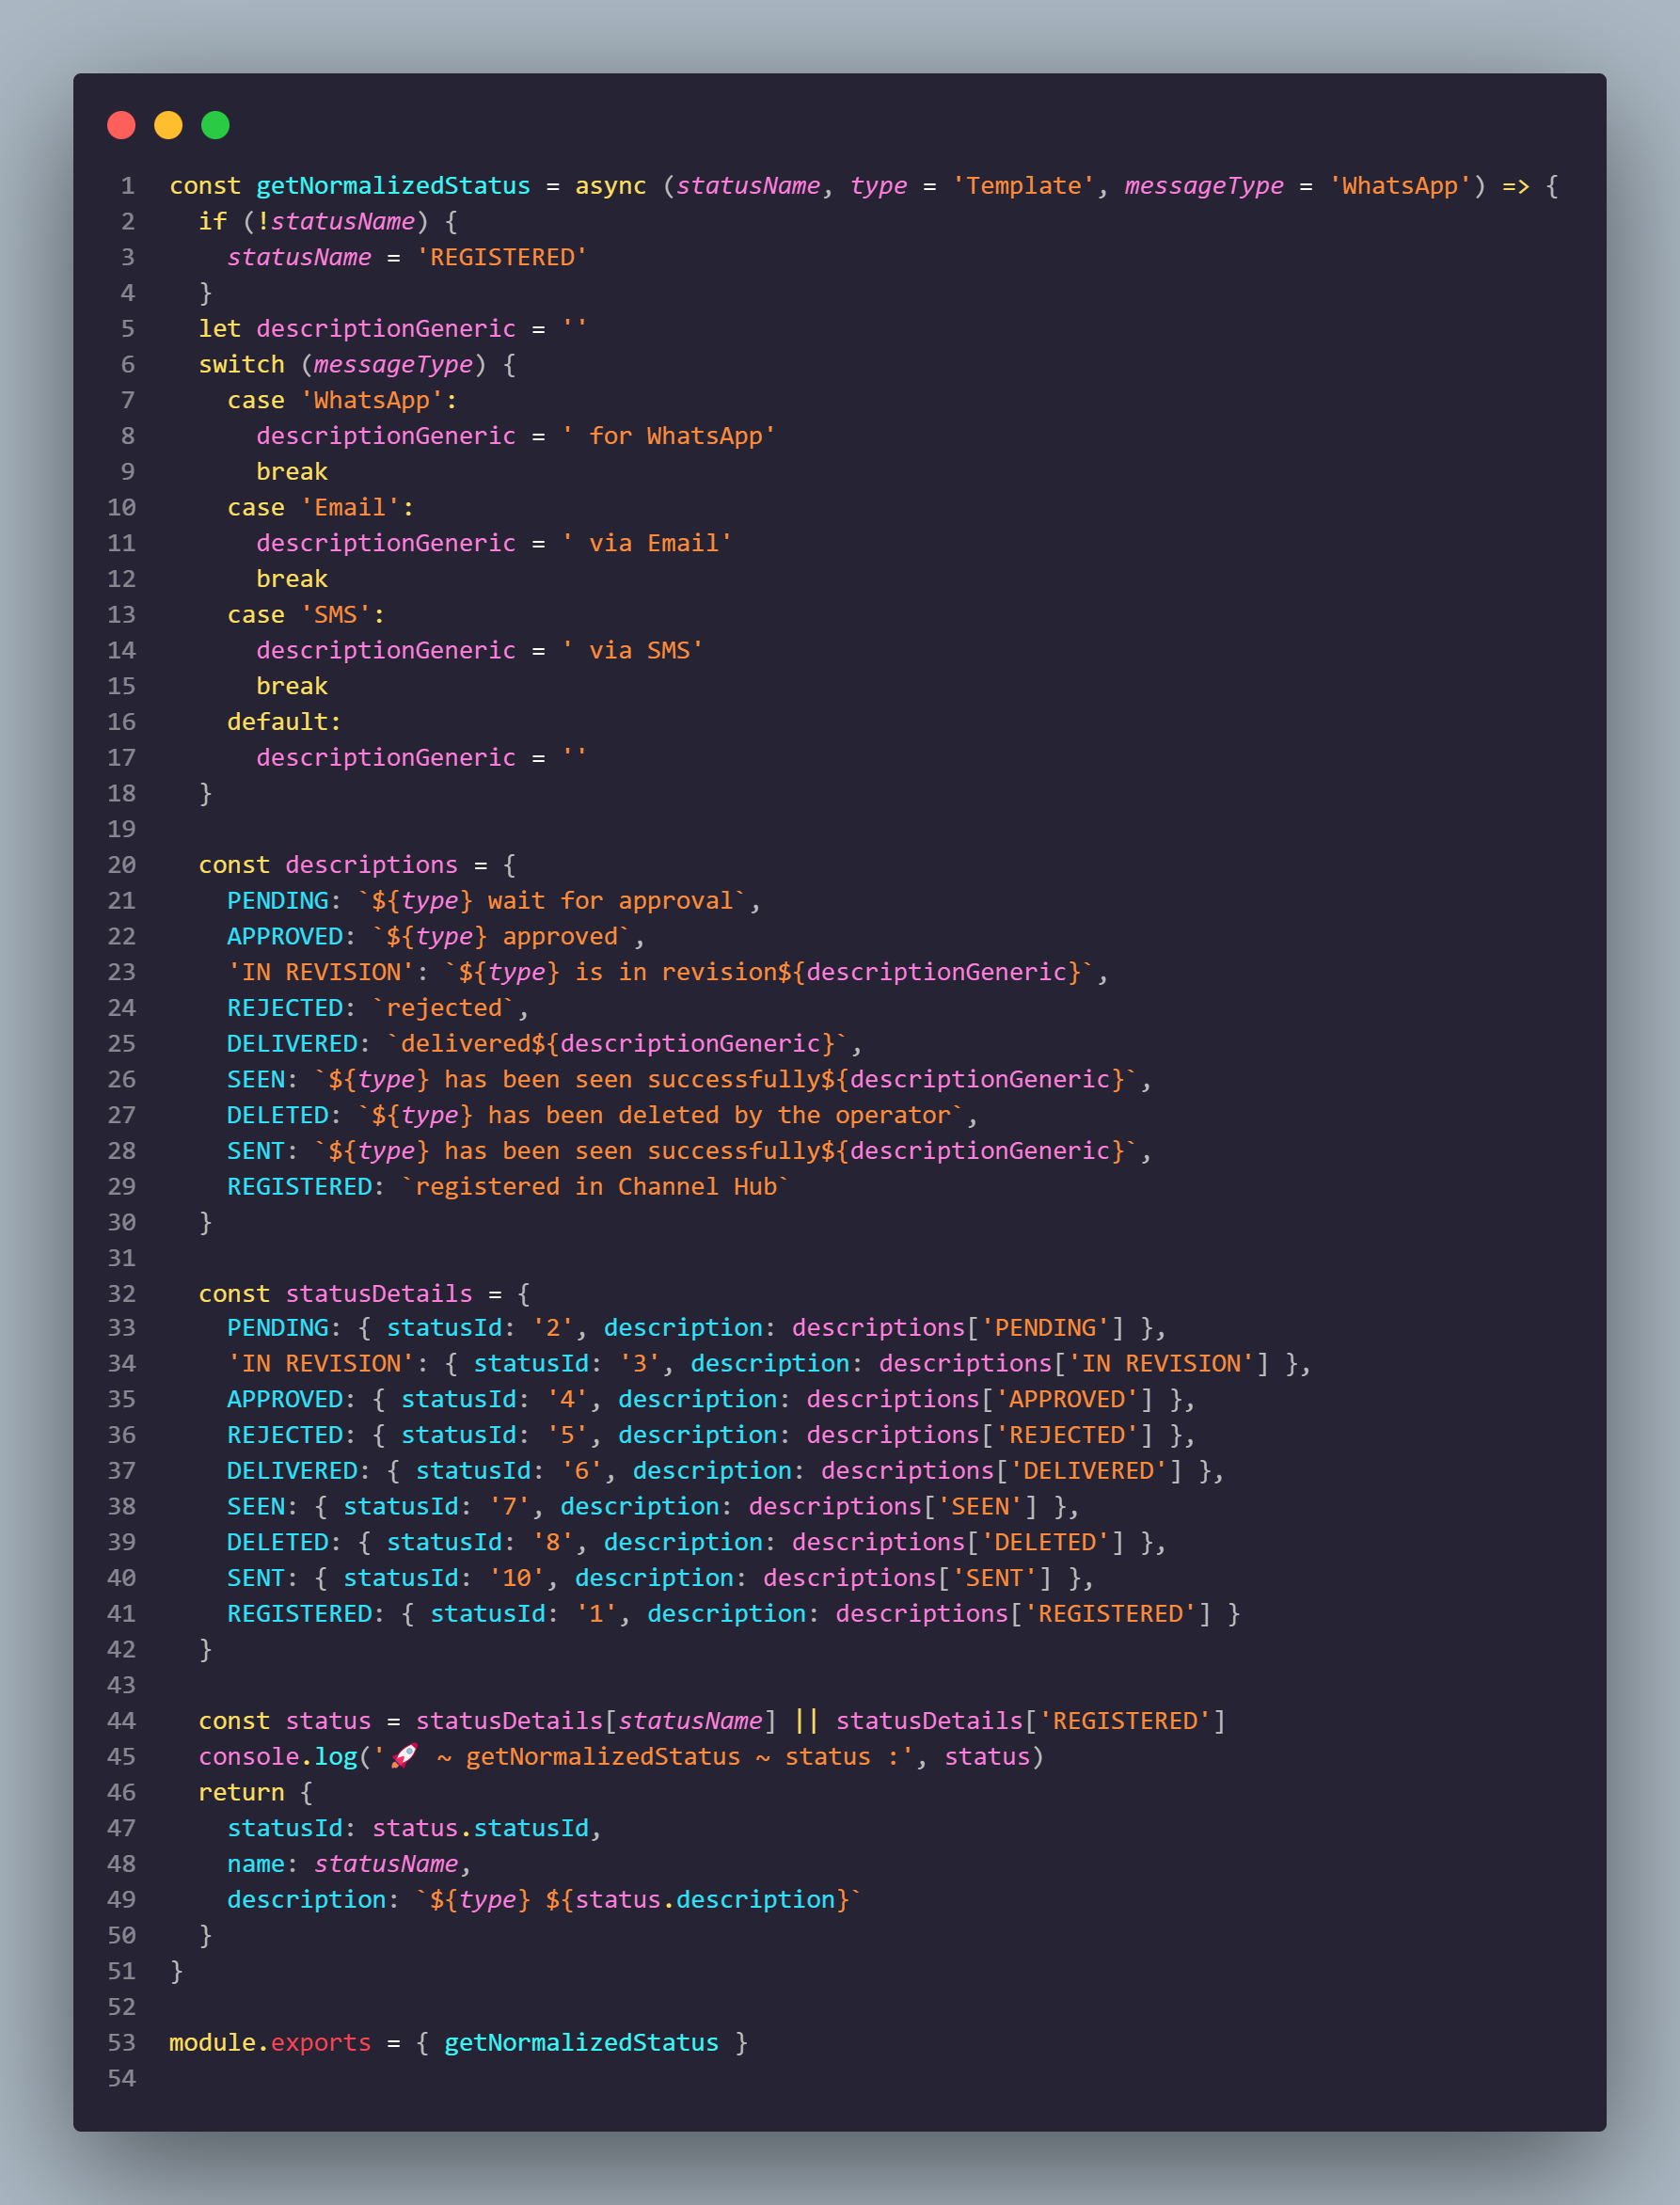 1 const getNormalizedStatus = async (statusName, type = 'Template', messageType = 'WhatsApp') => {
2   if (!statusName) {
3     statusName = 'REGISTERED'
4   }
5   let descriptionGeneric = ''
6   switch (messageType) {
7     case 'WhatsApp':
8       descriptionGeneric = ' for WhatsApp'
9       break
10     case 'Email':
11       descriptionGeneric = ' via Email'
12       break
13     case 'SMS':
14       descriptionGeneric = ' via SMS'
15       break
16     default:
17       descriptionGeneric = ''
18   }
19
20   const descriptions = {
21     PENDING: `${type} wait for approval`,
22     APPROVED: `${type} approved`,
23     'IN REVISION': `${type} is in revision${descriptionGeneric}`,
24     REJECTED: `rejected`,
25     DELIVERED: `delivered${descriptionGeneric}`,
26     SEEN: `${type} has been seen successfully${descriptionGeneric}`,
27     DELETED: `${type} has been deleted by the operator`,
28     SENT: `${type} has been seen successfully${descriptionGeneric}`,
29     REGISTERED: `registered in Channel Hub`
30   }
31
32   const statusDetails = {
33     PENDING: { statusId: '2', description: descriptions['PENDING'] },
34     'IN REVISION': { statusId: '3', description: descriptions['IN REVISION'] },
35     APPROVED: { statusId: '4', description: descriptions['APPROVED'] },
36     REJECTED: { statusId: '5', description: descriptions['REJECTED'] },
37     DELIVERED: { statusId: '6', description: descriptions['DELIVERED'] },
38     SEEN: { statusId: '7', description: descriptions['SEEN'] },
39     DELETED: { statusId: '8', description: descriptions['DELETED'] },
40     SENT: { statusId: '10', description: descriptions['SENT'] },
41     REGISTERED: { statusId: '1', description: descriptions['REGISTERED'] }
42   }
43
44   const status = statusDetails[statusName] || statusDetails['REGISTERED']
45   console.log('🚀 ~ getNormalizedStatus ~ status :', status)
46   return {
47     statusId: status.statusId,
48     name: statusName,
49     description: `${type} ${status.description}`
50   }
51 }
52
53 module.exports = { getNormalizedStatus }
54